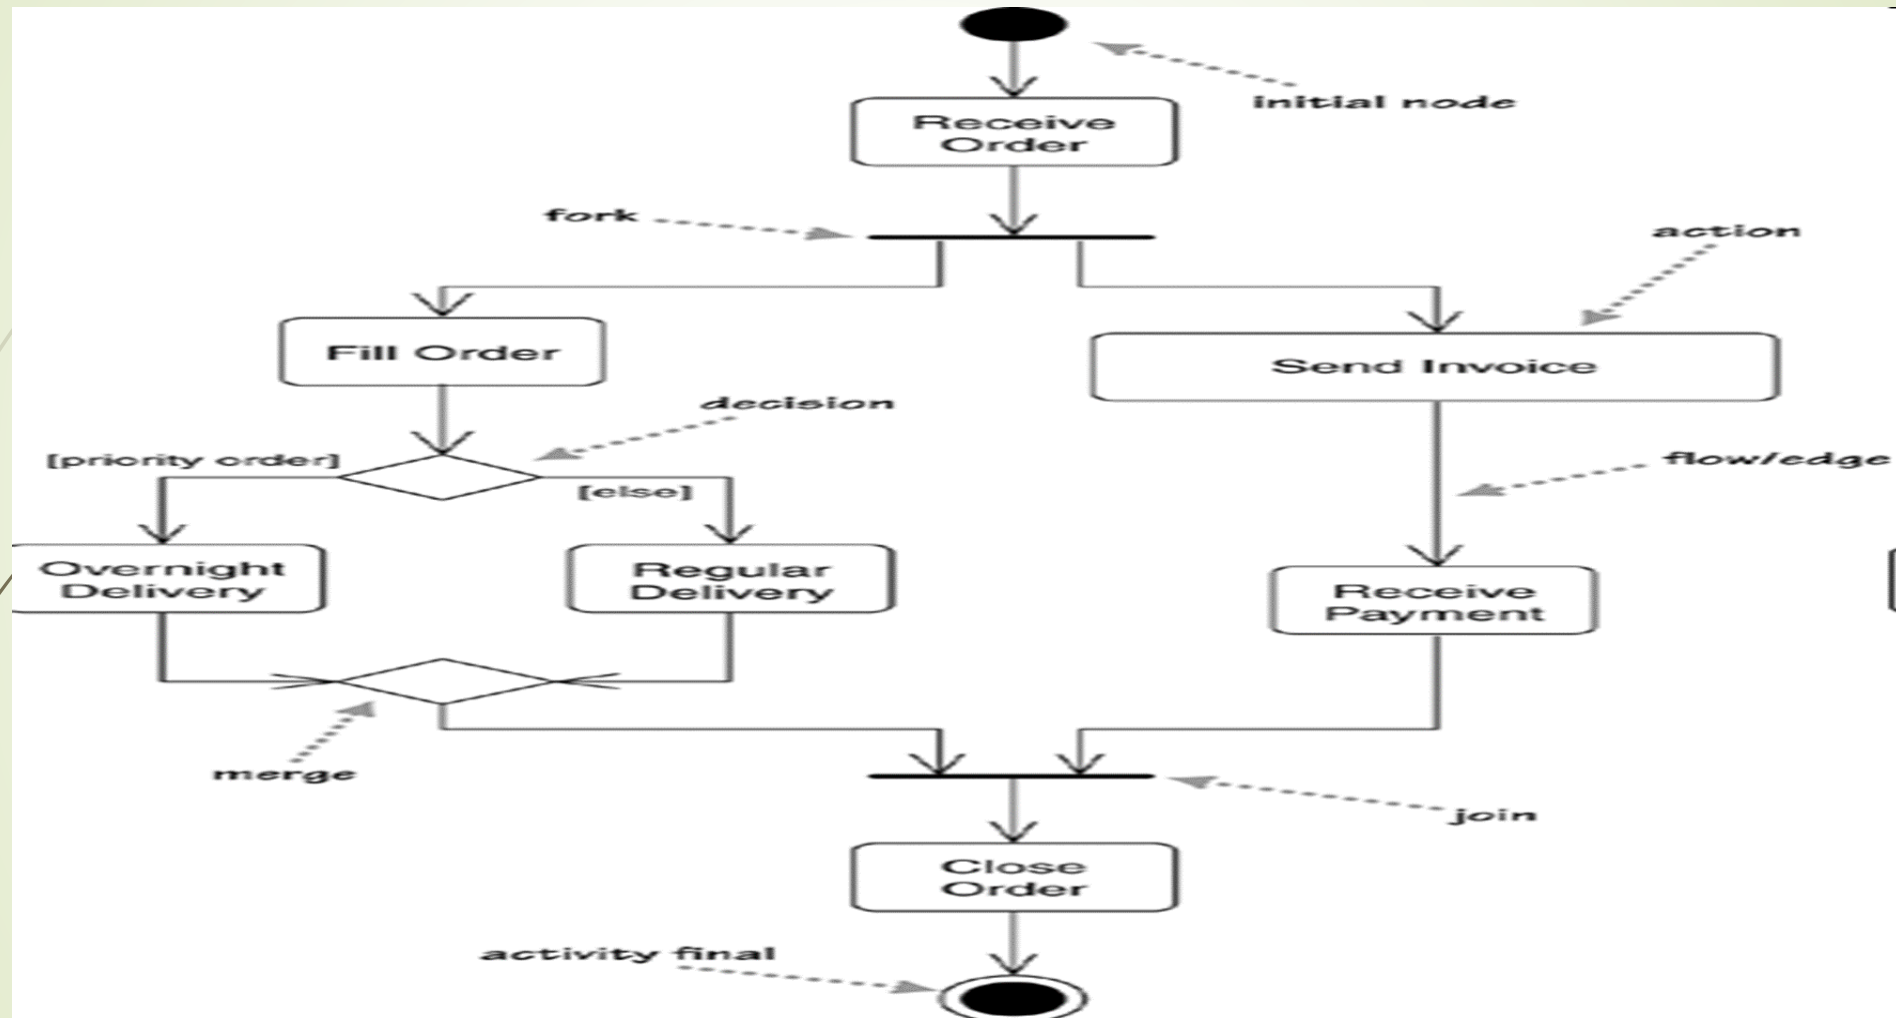 initial node
Receive
Order
fork
action
Fill Order
Send Invoice
decision
[priority order]
[else]
flow/edge
Overnight
Delivery
Regular
Delivery
Receive
Payment
merge
join
Close
Order
activity final